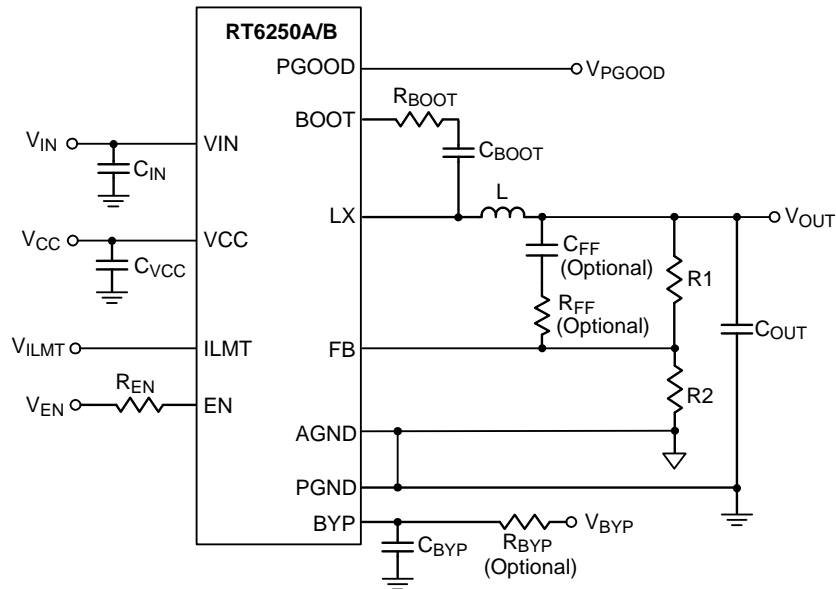 RT6250A/B
PGOOD
VPGOOD
RBOOT
BOOT
VIN
VIN
CBOOT
CIN
L
LX
VOUT
VCC
VCC
CFF
(Optional)
CVCC
R1
RFF
(Optional)
COUT
VILMT
ILMT
FB
REN
R2
VEN
EN
AGND
PGND
BYP
VBYP
CBYP
RBYP
(Optional)